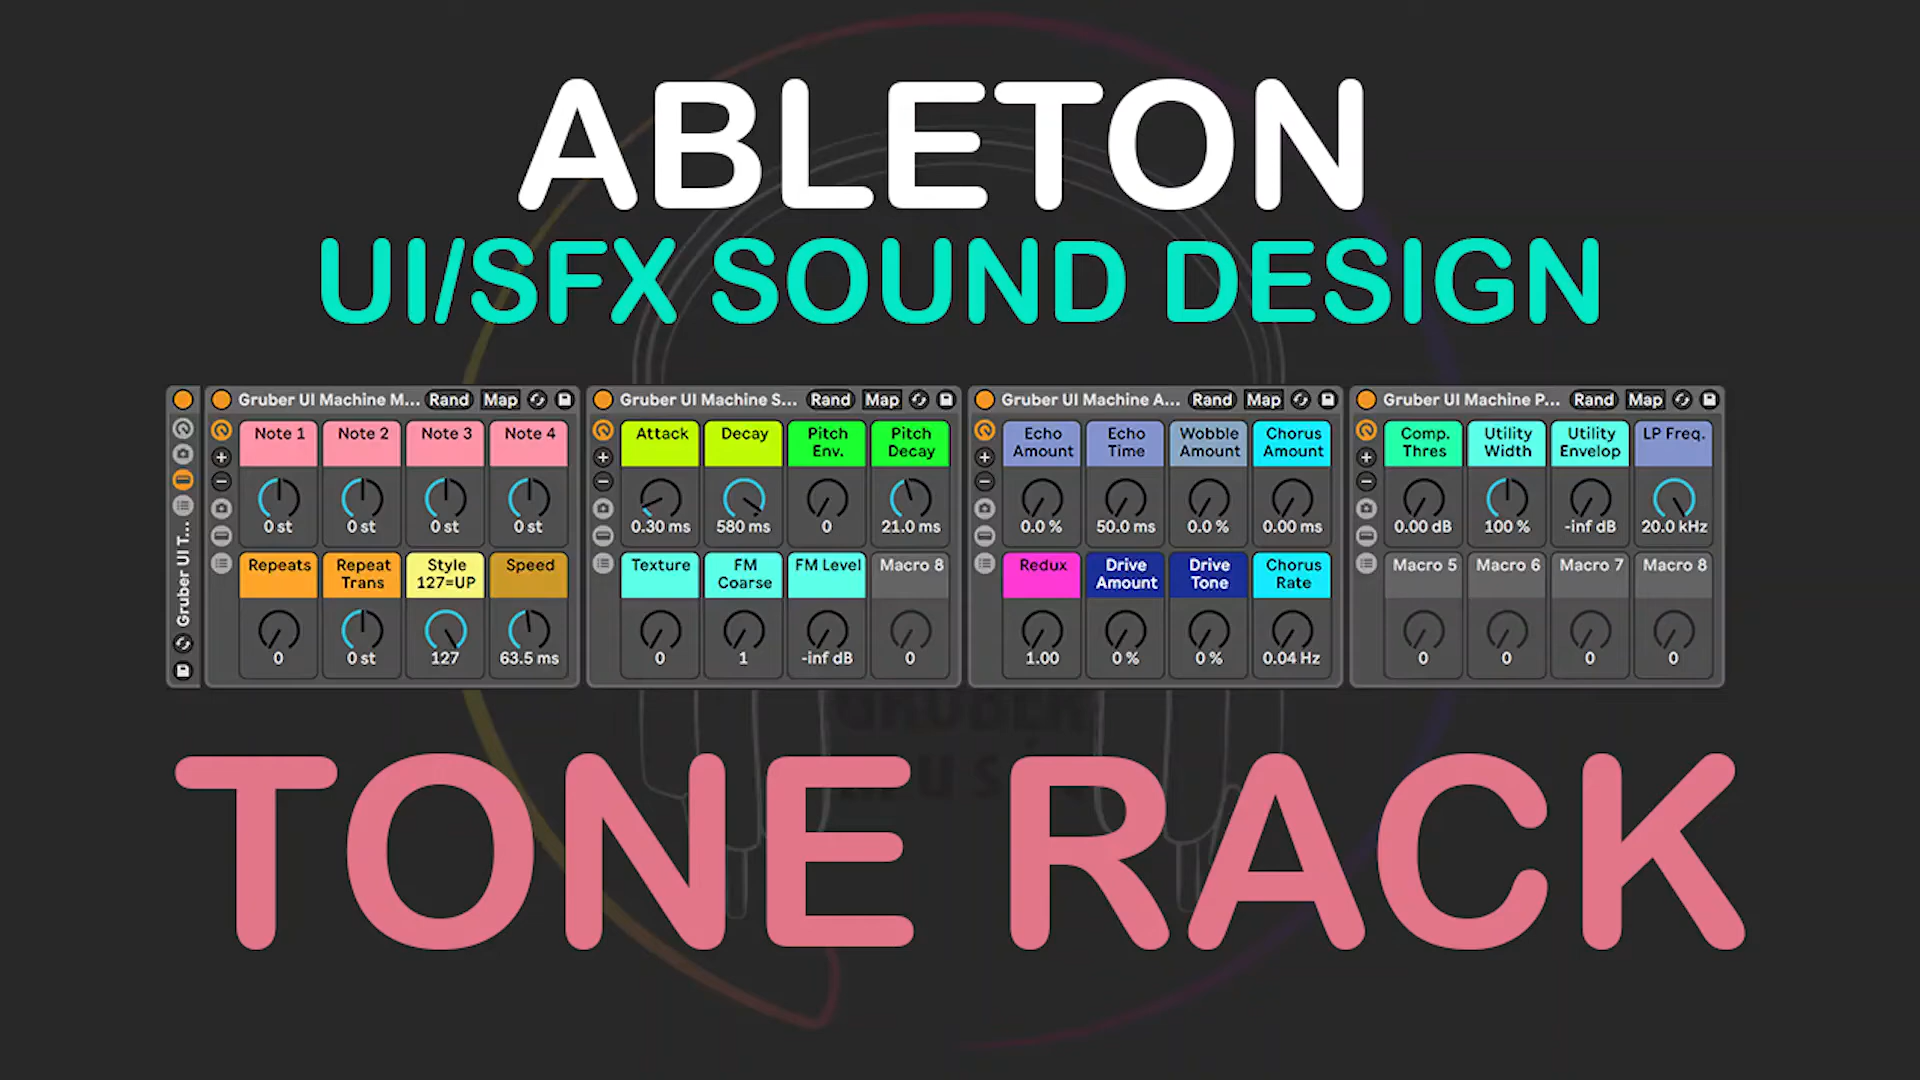 ABLETON
UI/SFX SOUND DESIGN
Gruber UI T...
Gruber UI Machine M... Rand Map
Note 1 Note 2 Note 3 Note 4
0 st 0 st 0 st 0 st
Repeats Repeat Trans Style 127=UP Speed
0 0 st 127 63.5 ms
Gruber UI Machine S... Rand Map
Attack Decay Pitch Env. Pitch Decay
0.30 ms 580 ms 0 21.0 ms
Texture FM Coarse FM Level Macro 8
0 1 -inf dB 0
Gruber UI Machine A... Rand Map
Echo Amount Echo Time Wobble Amount Chorus Amount
0.0 % 50.0 ms 0.0 % 0.00 ms
Redux Drive Amount Drive Tone Chorus Rate
1.00 0 % 0 % 0.04 Hz
Gruber UI Machine P... Rand Map
Comp. Thres Utility Width Utility Envelop LP Freq.
0.00 dB 100 % -inf dB 20.0 kHz
Macro 5 Macro 6 Macro 7 Macro 8
0 0 0 0
GRUBER
TONE RACK